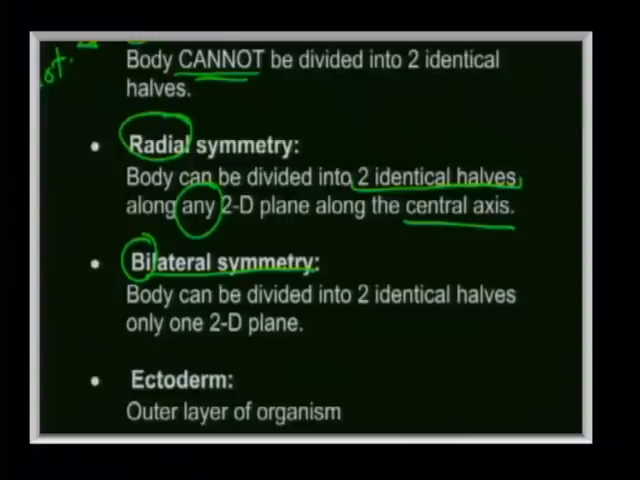 Body CANNOT be divided into 2 identical
halves.
• Radial symmetry:
Body can be divided into 2 identical halves
along any 2-D plane along the central axis.
• Bilateral symmetry:
Body can be divided into 2 identical halves
only one 2-D plane.
• Ectoderm:
Outer layer of organism